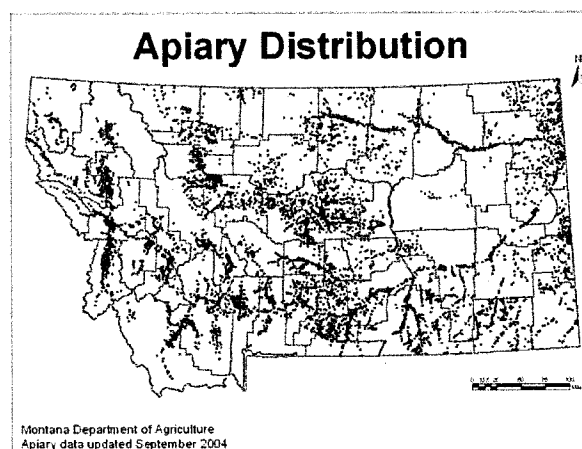 Apiary Distribution
N
Montana Department of Agriculture
Apiary data updated September 2004